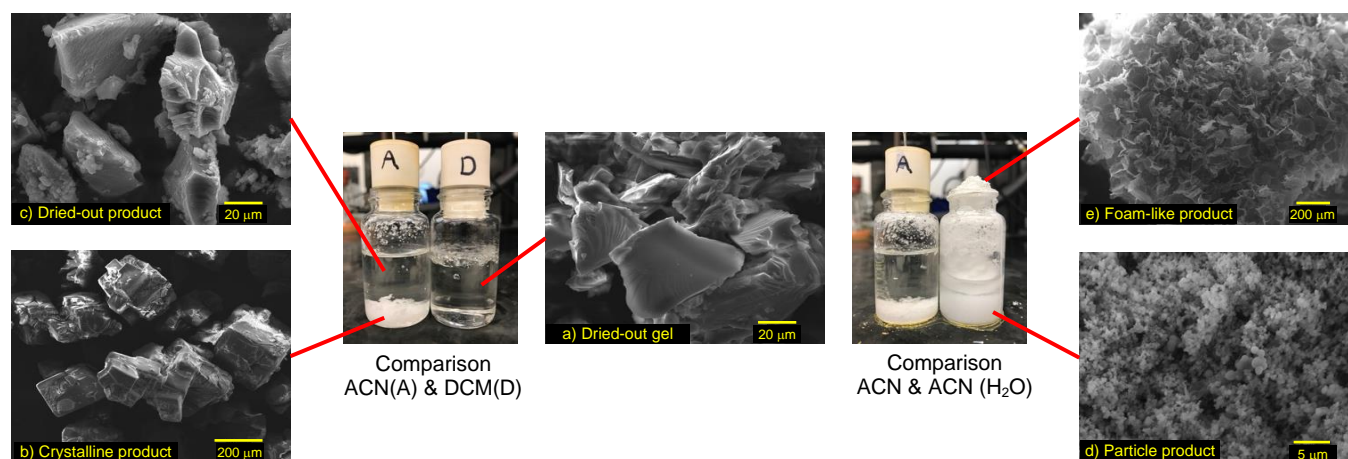 c) Dried-out product
20 μm
b) Crystalline product
200 μm
A
D
Comparison
ACN(A) & DCM(D)
a) Dried-out gel
20 μm
A
Comparison
ACN & ACN (H₂O)
e) Foam-like product
200 μm
d) Particle product
5 μm